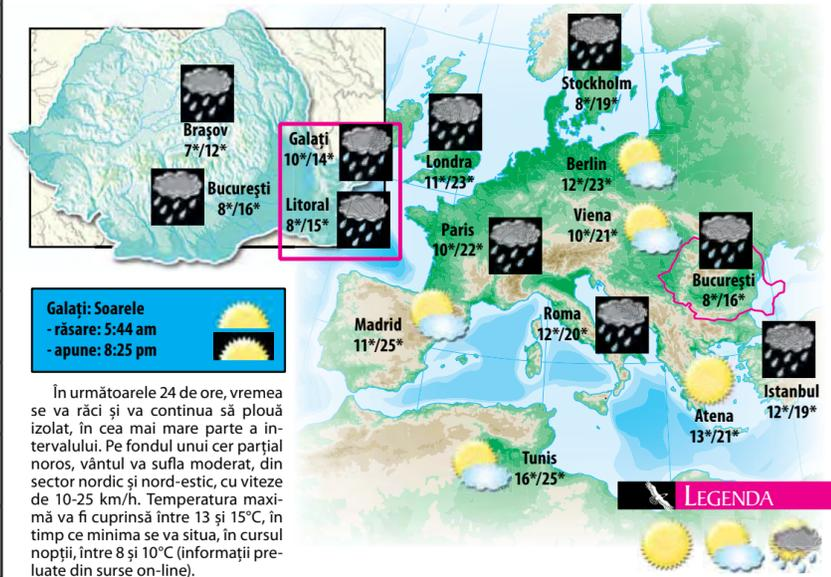 Brașov
7*/12*
București
8*/16*
Galați
10*/14*
Litoral
8*/15*
Stockholm
8*/19*
Londra
11*/23*
Berlin
12*/23*
Viena
10*/21*
Paris
10*/22*
București
8*/16*
Madrid
11*/25*
Roma
12*/20*
Istanbul
12*/19*
Atena
13*/21*
Tunis
16*/25*
Galați: Soarele
- răsare: 5:44 am
- apune: 8:25 pm
În următoarele 24 de ore, vremea
se va răci și va continua să plouă
izolat, în cea mai mare parte a in-
tervalului. Pe fondul unui cer parțial
noros, vântul va sufla moderat, din
sector nordic și nord-estic, cu viteze
de 10-25 km/h. Temperatura maxi-
mă va fi cuprinsă între 13 și 15°C, în
timp ce minima se va situa, în cursul
nopții, între 8 și 10°C (informații pre-
luate din surse on-line).
LEGENDA